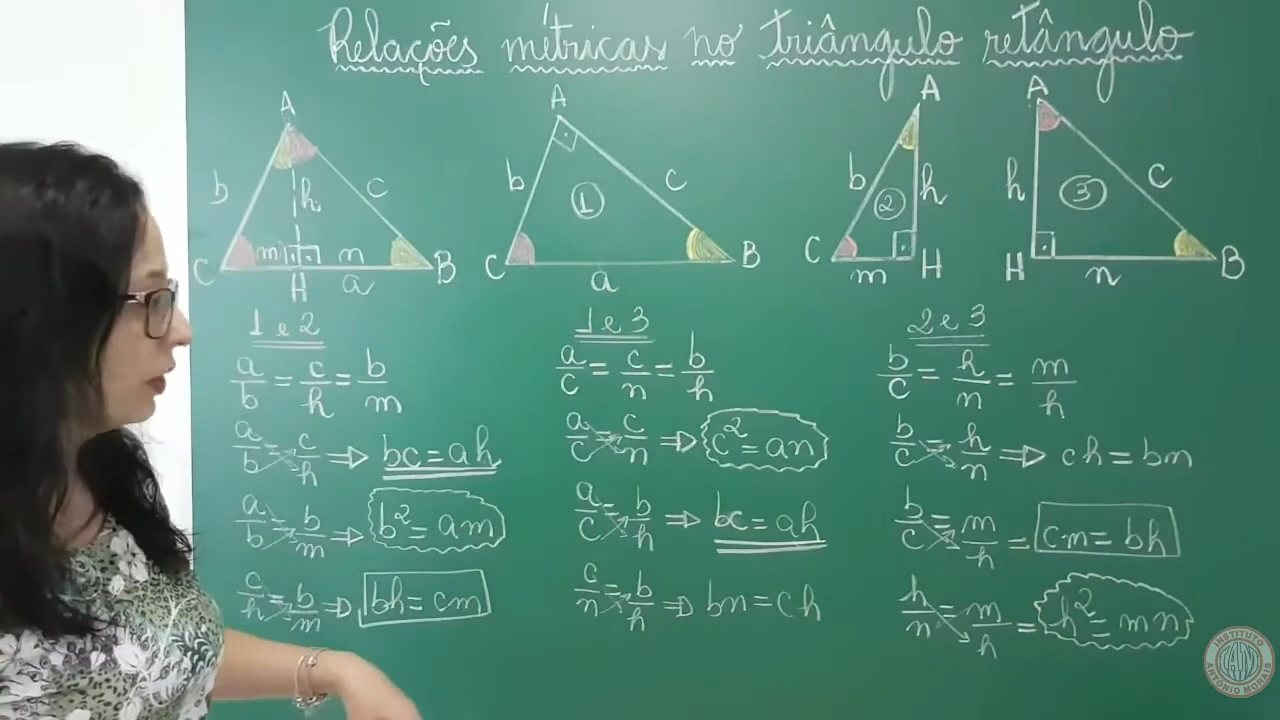 Relações métricas no triângulo retângulo
A
b
c
h
m
n
C
H
a
B
A
b
c
1
C
a
B
A
b
2
h
C
m
H
A
h
3
c
H
n
B
1 e 2
a/b = c/h = b/m
a/b = c/h ⇒ bc = ah
a/b = b/m ⇒ b² = am
c/h = b/m ⇒ bh = cm
1 e 3
a/c = c/n = b/h
a/c = c/n ⇒ c² = an
a/c = b/h ⇒ bc = ah
c/n = b/h ⇒ bn = ch
2 e 3
b/c = h/n = m/h
b/c = h/n ⇒ ch = bn
b/c = m/h = cm = bh
h/n = m/h = h² = mn
INSTITUTO
ANTÔNIO MORAIS